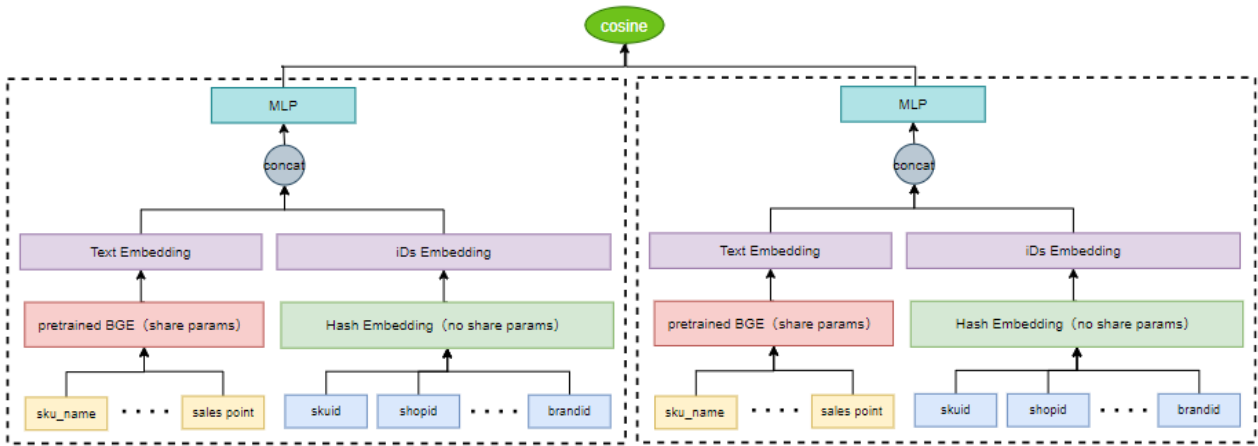 cosine
MLP
MLP
concat
concat
Text Embedding
iDs Embedding
Text Embedding
iDs Embedding
pretrained BGE（share params）
Hash Embedding（no share params）
pretrained BGE（share params）
Hash Embedding（no share params）
sku_name
sales point
skuid
shopid
brandid
sku_name
sales point
skuid
shopid
brandid